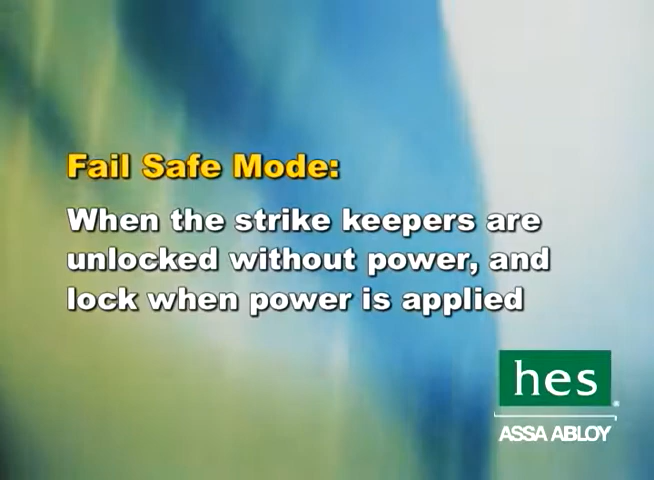 Fail Safe Mode:
When the strike keepers are
unlocked without power, and
lock when power is applied
hes
ASSA ABLOY